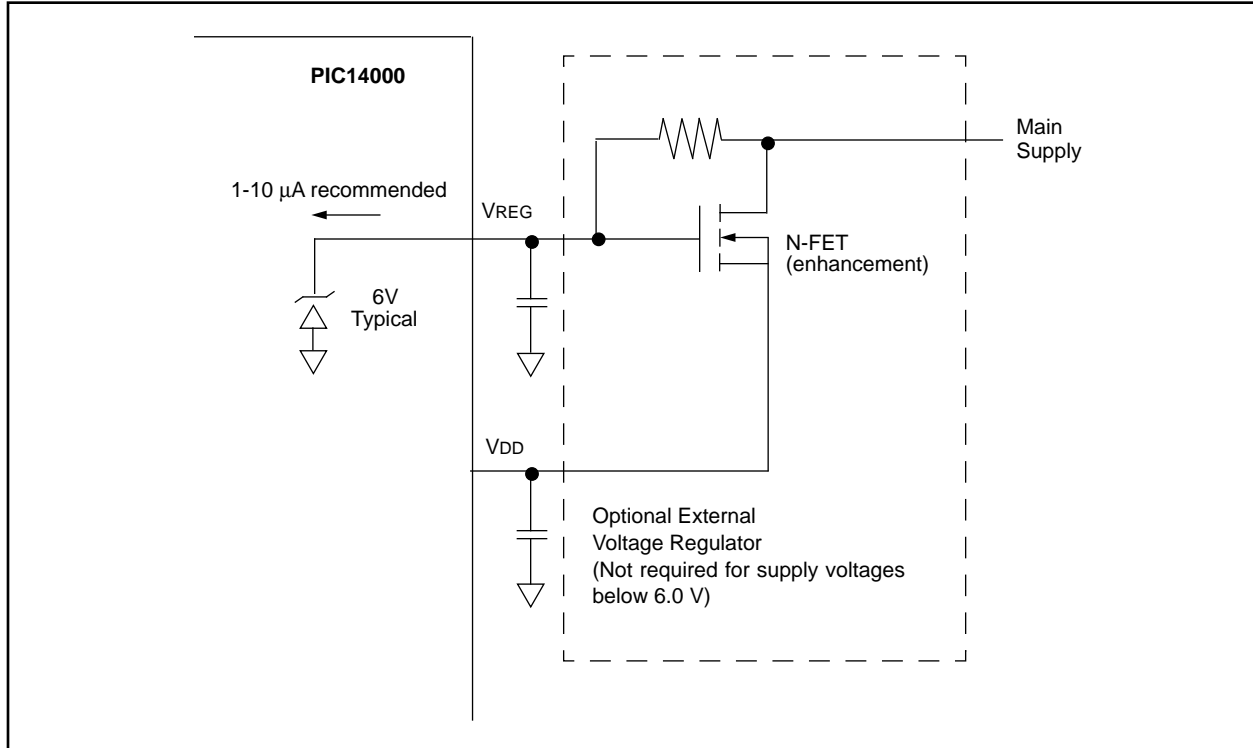 PIC14000
Main
Supply
1-10 μA recommended
VREG
N-FET
(enhancement)
6V
Typical
VDD
Optional External
Voltage Regulator
(Not required for supply voltages
below 6.0 V)